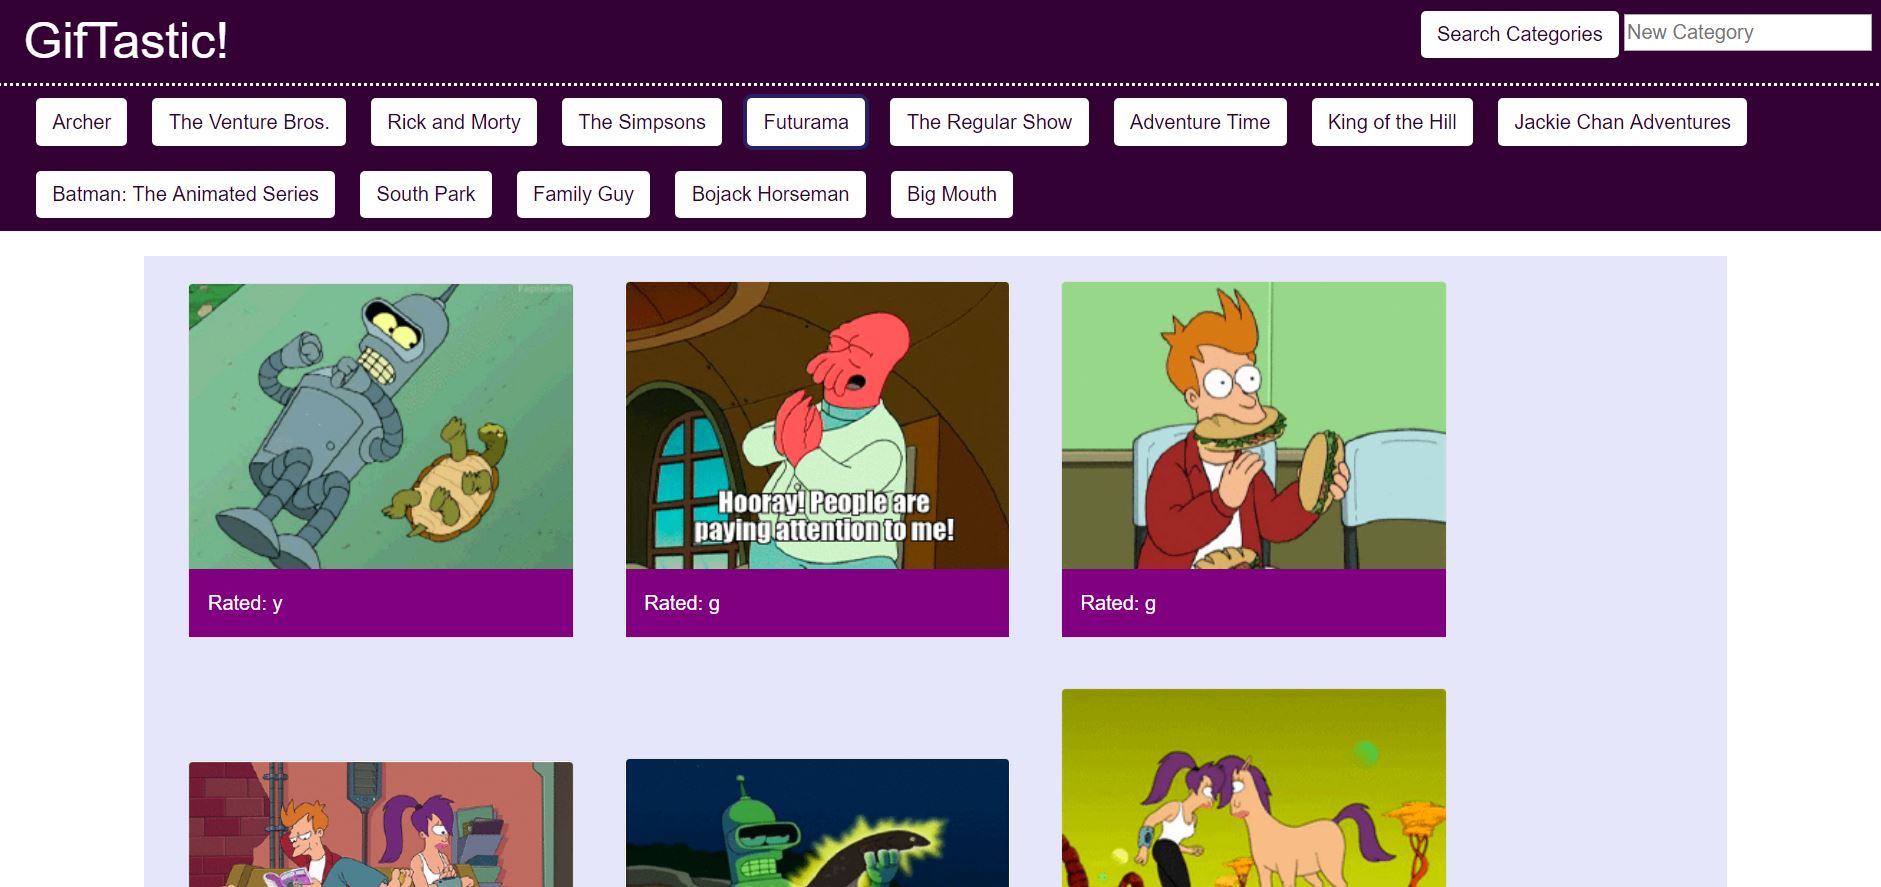 GifTastic!
Search Categories
New Category
Archer
The Venture Bros.
Rick and Morty
The Simpsons
Futurama
The Regular Show
Adventure Time
King of the Hill
Jackie Chan Adventures
Batman: The Animated Series
South Park
Family Guy
Bojack Horseman
Big Mouth
Hooray! People are
paying attention to me!
Rated: y
Rated: g
Rated: g